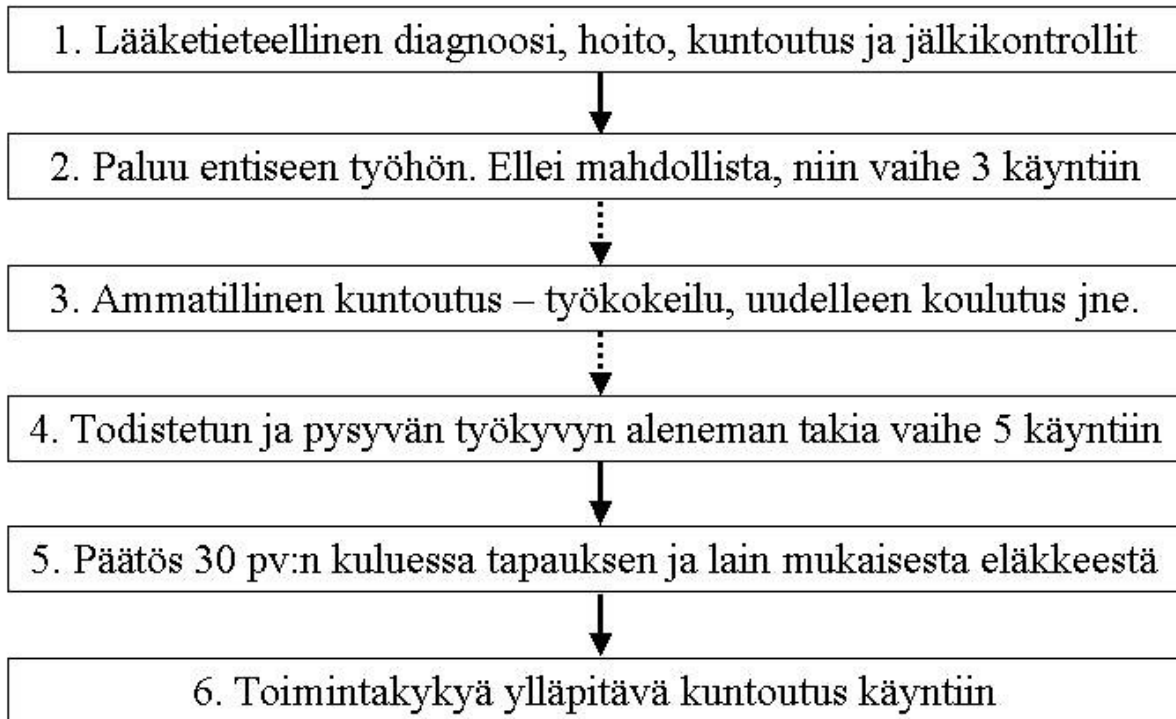 1. Lääketieteellinen diagnoosi, hoito, kuntoutus ja jälkikontrollit
2. Paluu entiseen työhön. Ellei mahdollista, niin vaihe 3 käyntiin
3. Ammatillinen kuntoutus – työkokeilu, uudelleen koulutus jne.
4. Todistetun ja pysyvän työkyvyn aleneman takia vaihe 5 käyntiin
5. Päätös 30 pv:n kuluessa tapauksen ja lain mukaisesta eläkkeestä
6. Toimintakykyä ylläpitävä kuntoutus käyntiin